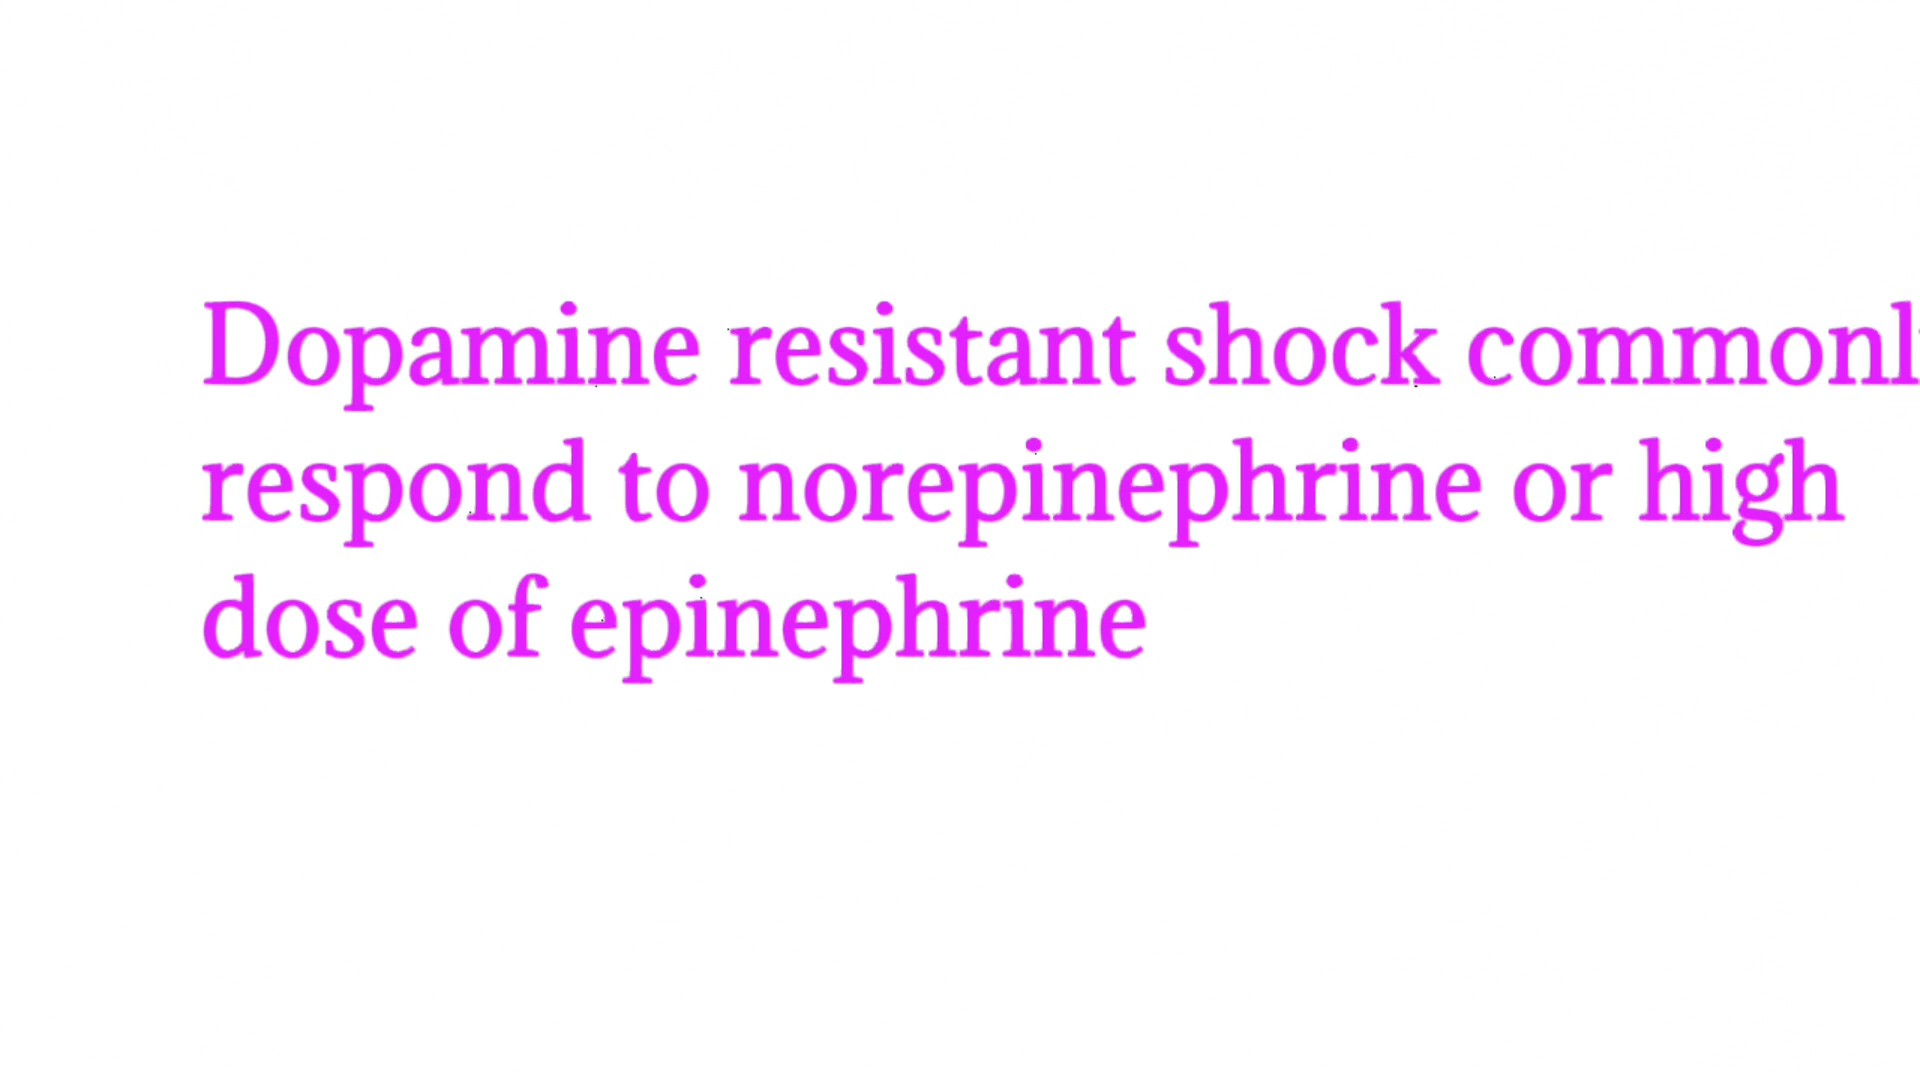 Dopamine resistant shock commonl
respond to norepinephrine or high
dose of epinephrine